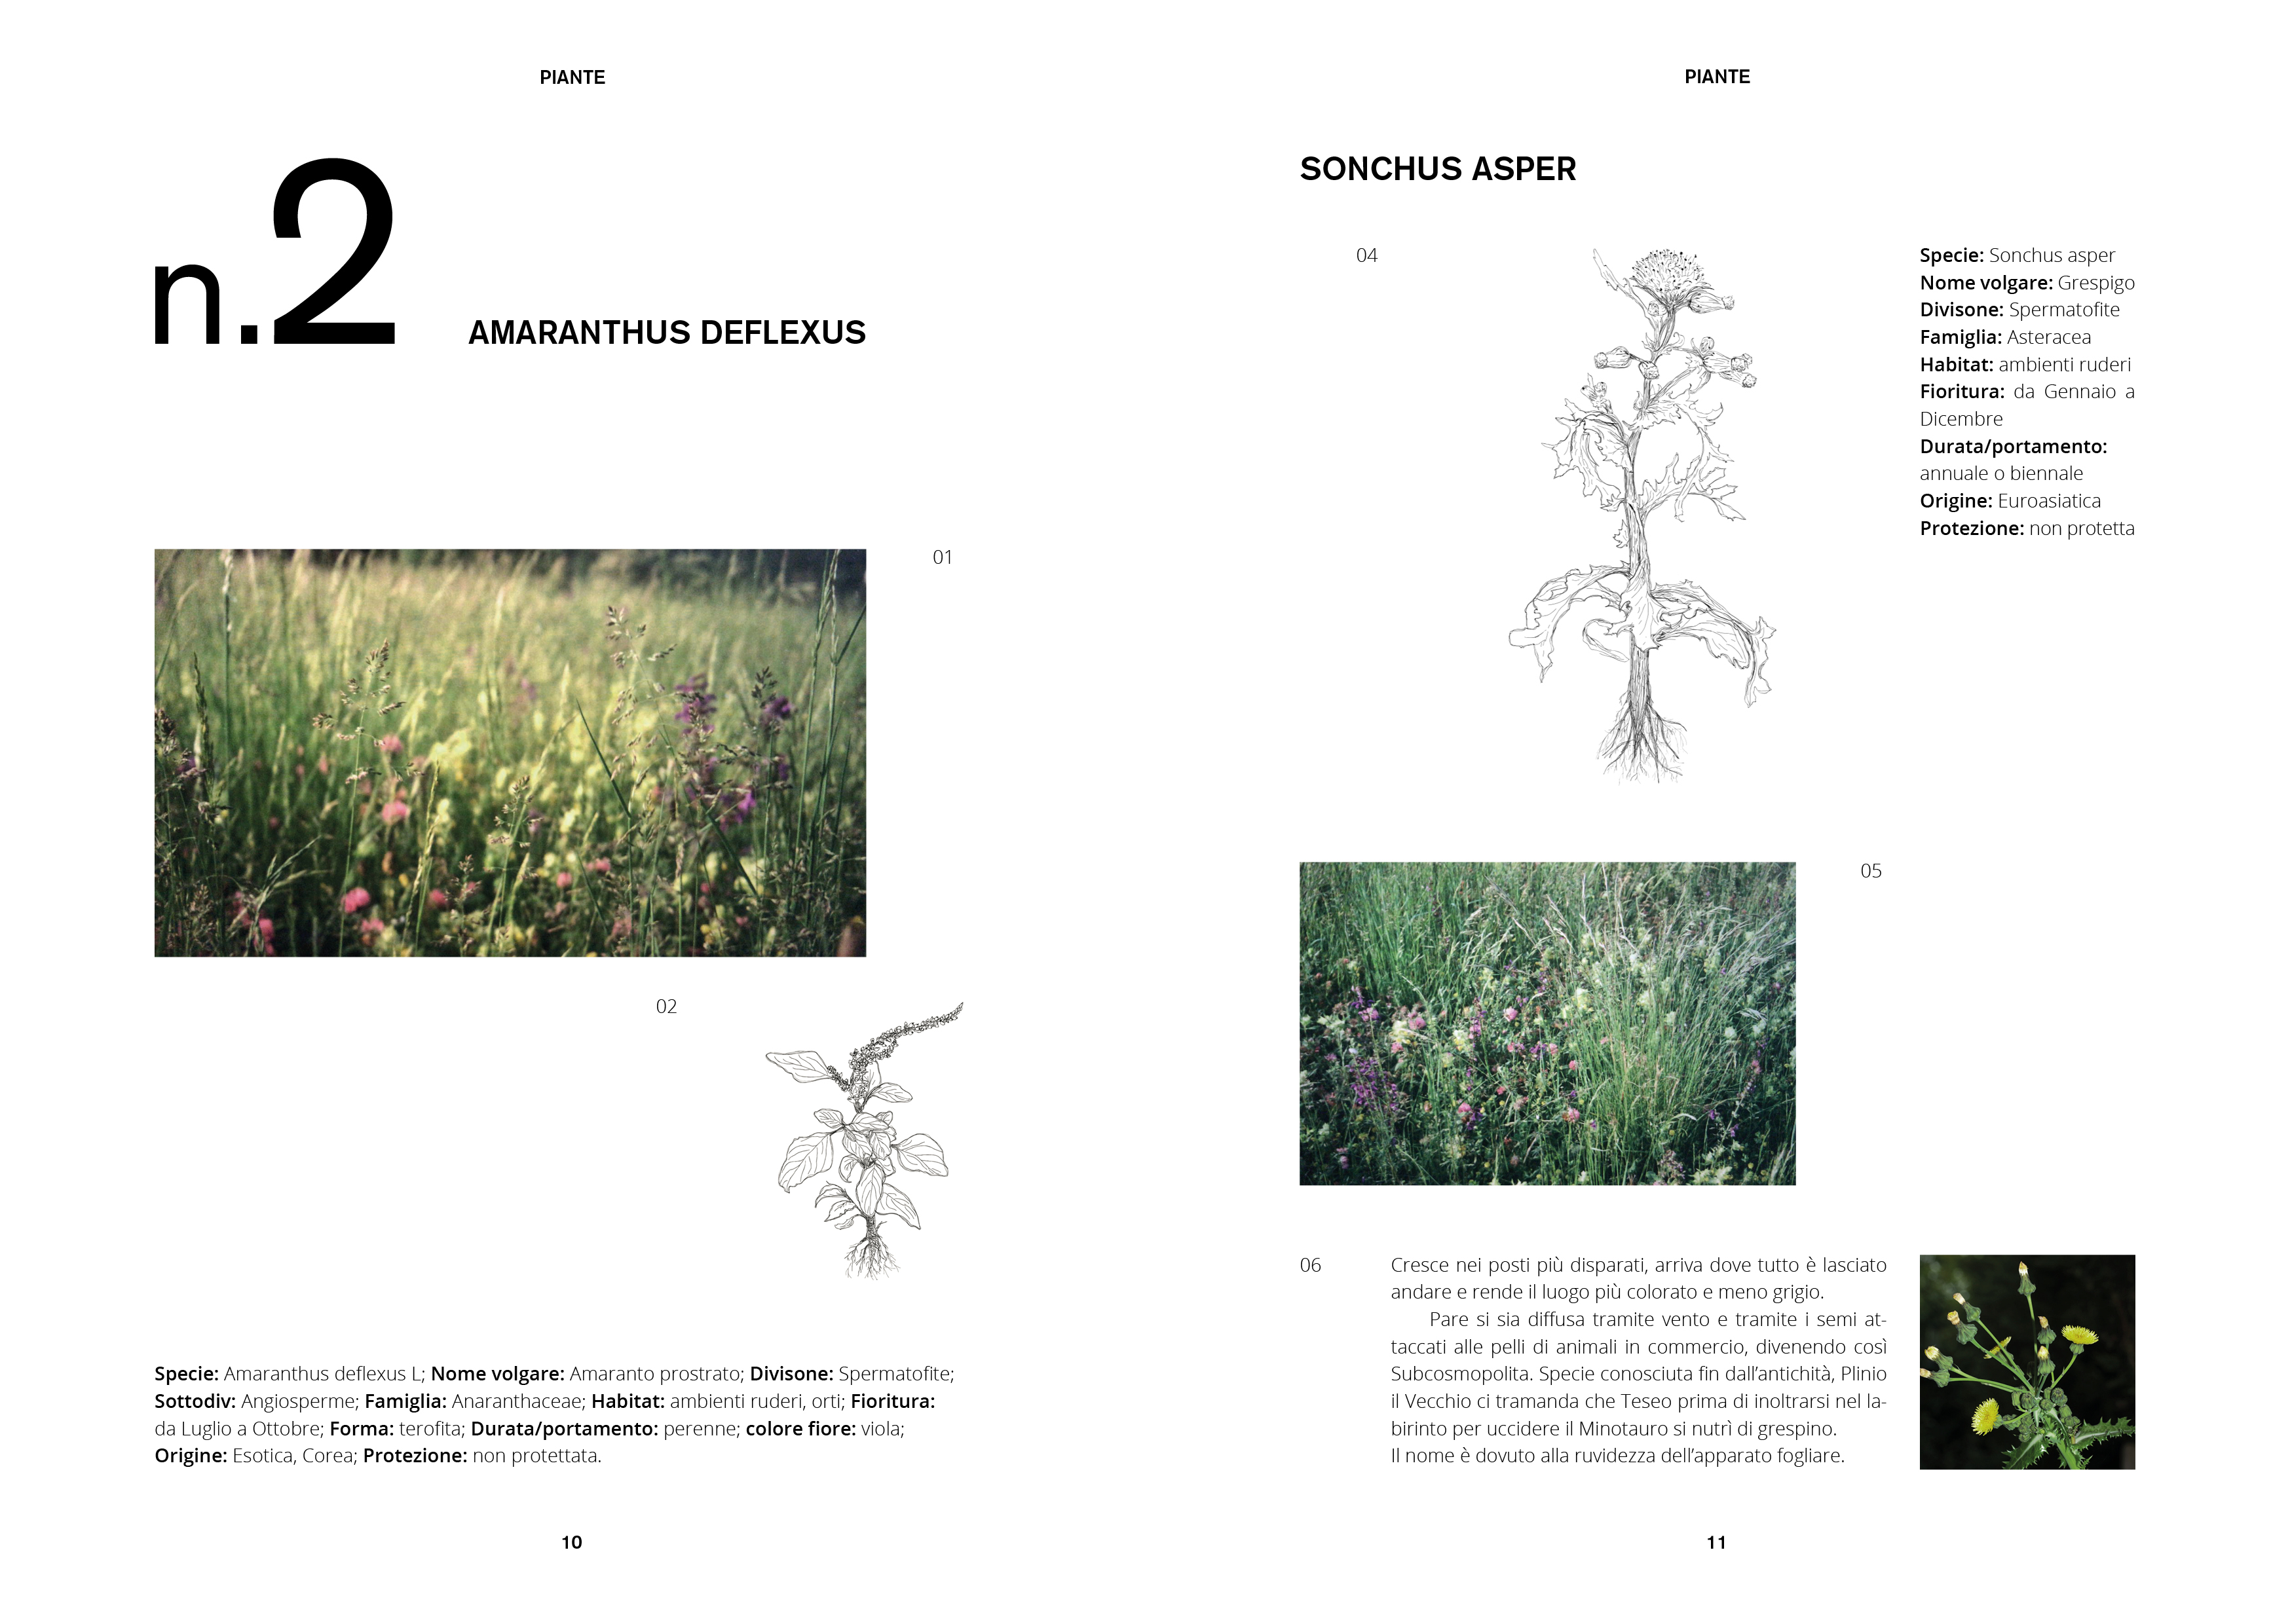 PIANTE
n.2
AMARANTHUS DEFLEXUS
01
02
Specie: Amaranthus deflexus L; Nome volgare: Amaranto prostrato; Divisone: Spermatofite;
Sottodiv: Angiosperme; Famiglia: Anaranthaceae; Habitat: ambienti ruderi, orti; Fioritura:
da Luglio a Ottobre; Forma: terofita; Durata/portamento: perenne; colore fiore: viola;
Origine: Esotica, Corea; Protezione: non protettata.
10
PIANTE
SONCHUS ASPER
04
Specie: Sonchus asper
Nome volgare: Grespigo
Divisone: Spermatofite
Famiglia: Asteracea
Habitat: ambienti ruderi
Fioritura: da Gennaio a
Dicembre
Durata/portamento:
annuale o biennale
Origine: Euroasiatica
Protezione: non protetta
05
06
Cresce nei posti più disparati, arriva dove tutto è lasciato
andare e rende il luogo più colorato e meno grigio.
Pare si sia diffusa tramite vento e tramite i semi at-
taccati alle pelli di animali in commercio, divenendo così
Subcosmopolita. Specie conosciuta fin dall’antichità, Plinio
il Vecchio ci tramanda che Teseo prima di inoltrarsi nel la-
birinto per uccidere il Minotauro si nutrì di grespino.
Il nome è dovuto alla ruvidezza dell’apparato fogliare.
11